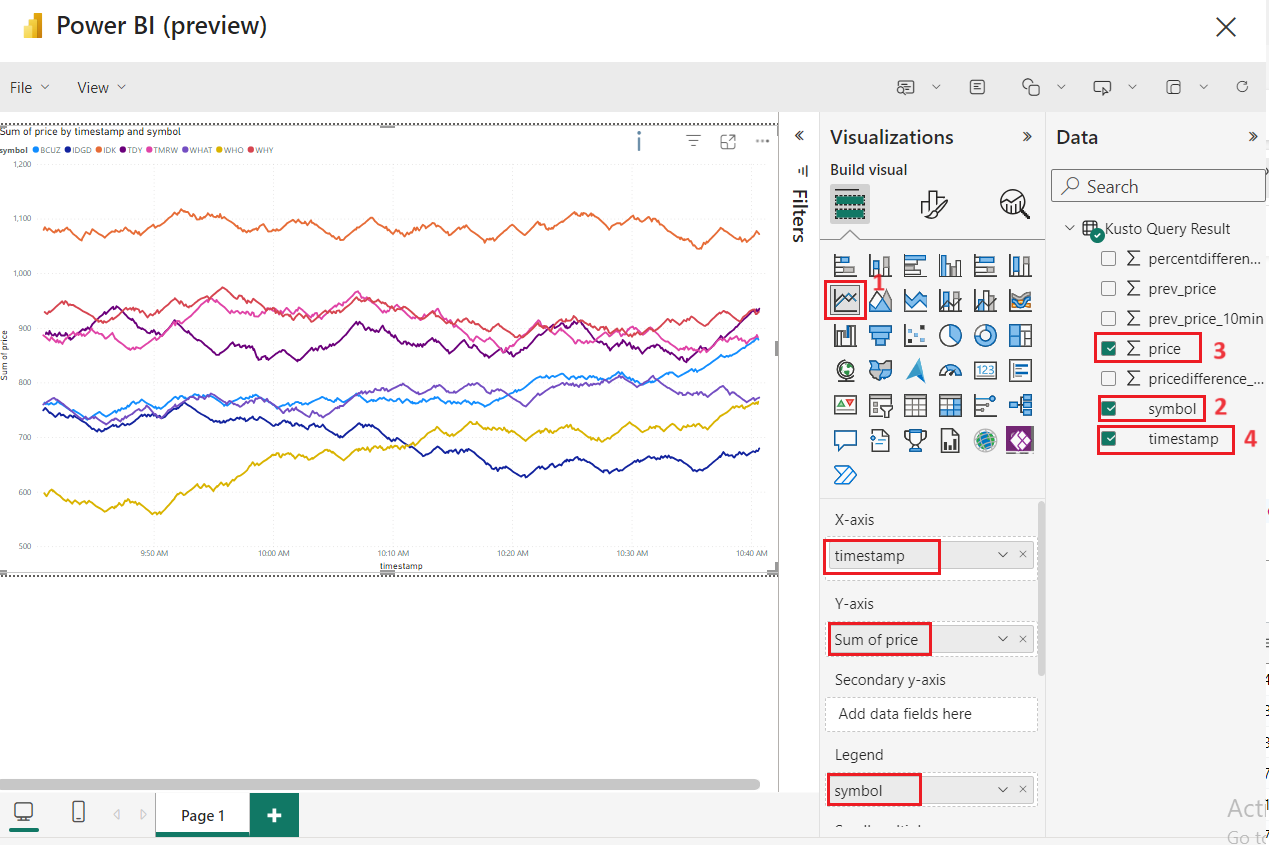 Power BI (preview)
File View
Sum of price by timestamp and symbol
symbol BCUZ IDGD IDK TDY TMRW WHAT WHO WHY
1,200
1,100
1,000
900
800
700
600
500
Sum of price
9:50 AM 10:00 AM 10:10 AM 10:20 AM 10:30 AM 10:40 AM
timestamp
Filters
Visualizations
Build visual
1
123
X-axis
timestamp
Y-axis
Sum of price
Secondary y-axis
Add data fields here
Legend
symbol
Data
Search
Kusto Query Result
percentdifferen...
prev_price
prev_price_10min
price 3
pricedifference_...
symbol 2
timestamp 4
Page 1